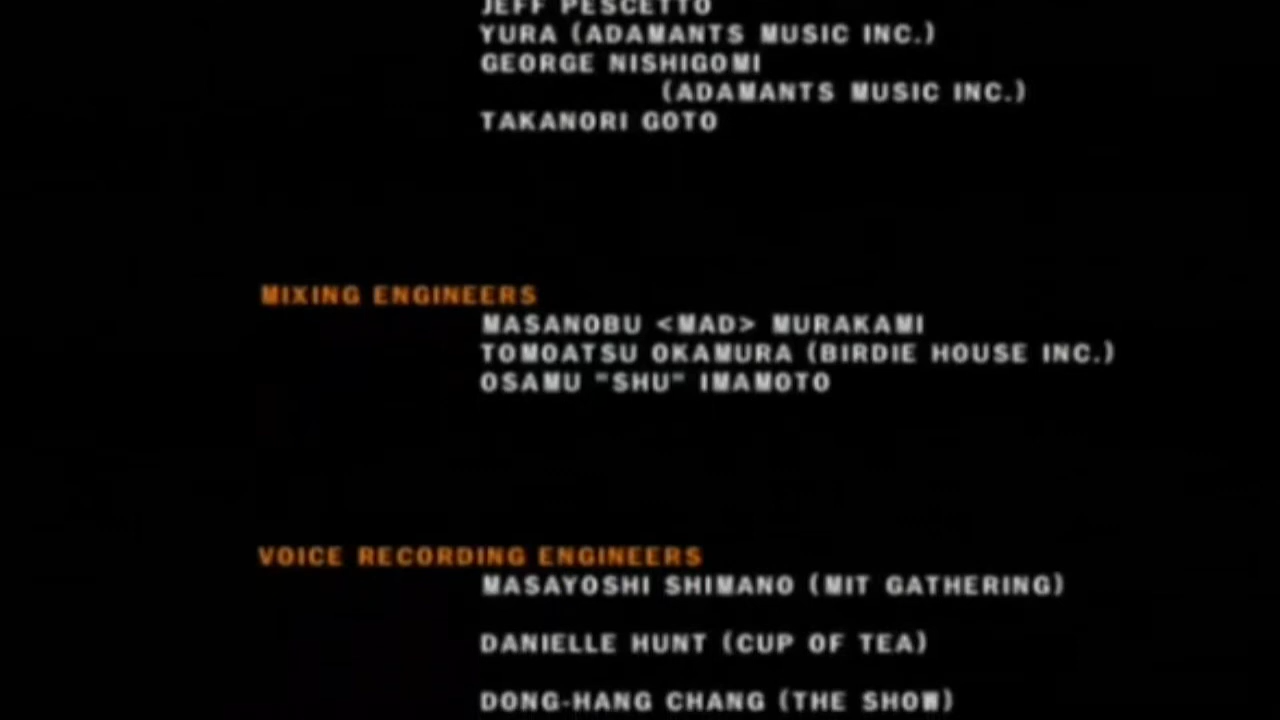 JEFF PESCETTO
YURA (ADAMANTS MUSIC INC.)
GEORGE NISHIGOMI
(ADAMANTS MUSIC INC.)
TAKANORI GOTO
MIXING ENGINEERS
MASANOBU <MAD> MURAKAMI
TOMOATSU OKAMURA (BIRDIE HOUSE INC.)
OSAMU "SHU" IMAMOTO
VOICE RECORDING ENGINEERS
MASAYOSHI SHIMANO (MIT GATHERING)
DANIELLE HUNT (CUP OF TEA)
DONG-HANG CHANG (THE SHOW)